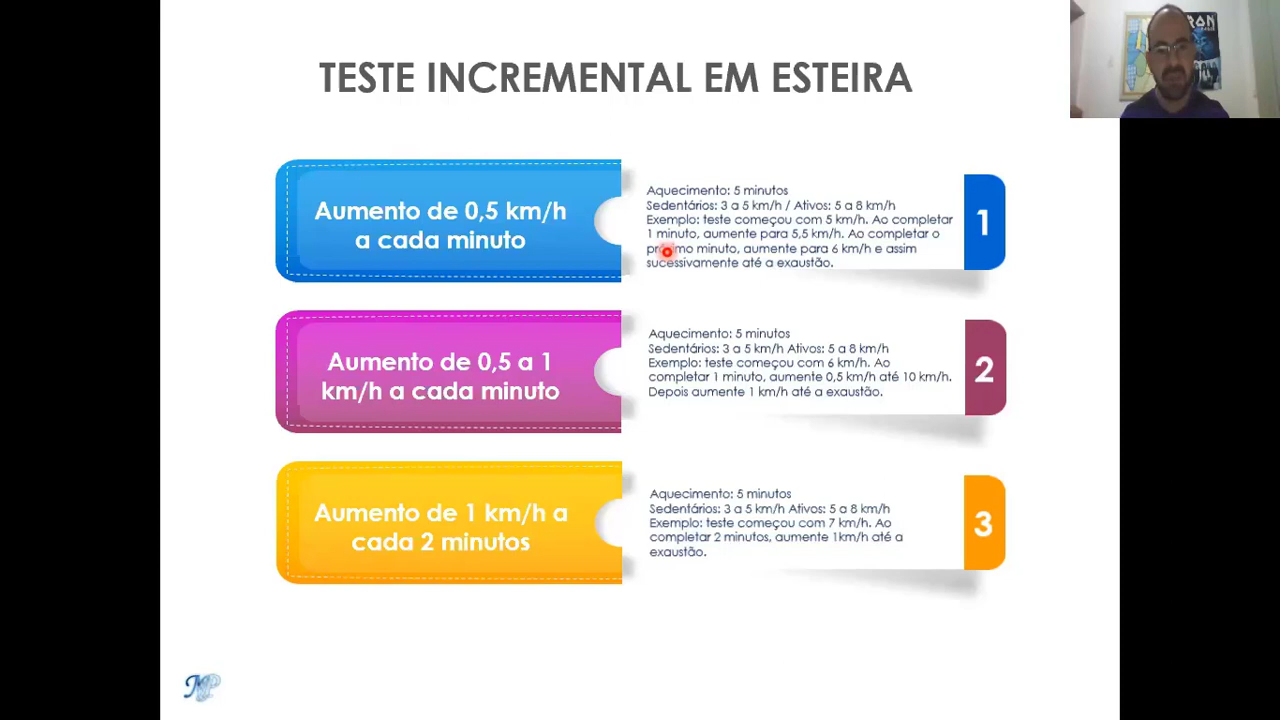 TESTE INCREMENTAL EM ESTEIRA
Aumento de 0,5 km/h
a cada minuto
Aquecimento: 5 minutos
Sedentários: 3 a 5 km/h / Ativos: 5 a 8 km/h
Exemplo: teste começou com 5 km/h. Ao completar
1 minuto, aumente para 5,5 km/h. Ao completar o
próximo minuto, aumente para 6 km/h e assim
sucessivamente até a exaustão.
1
Aumento de 0,5 a 1
km/h a cada minuto
Aquecimento: 5 minutos
Sedentários: 3 a 5 km/h Ativos: 5 a 8 km/h
Exemplo: teste começou com 6 km/h. Ao
completar 1 minuto, aumente 0,5 km/h até 10 km/h.
Depois aumente 1 km/h até a exaustão.
2
Aumento de 1 km/h a
cada 2 minutos
Aquecimento: 5 minutos
Sedentários: 3 a 5 km/h Ativos: 5 a 8 km/h
Exemplo: teste começou com 7 km/h. Ao
completar 2 minutos, aumente 1km/h até a
exaustão.
3